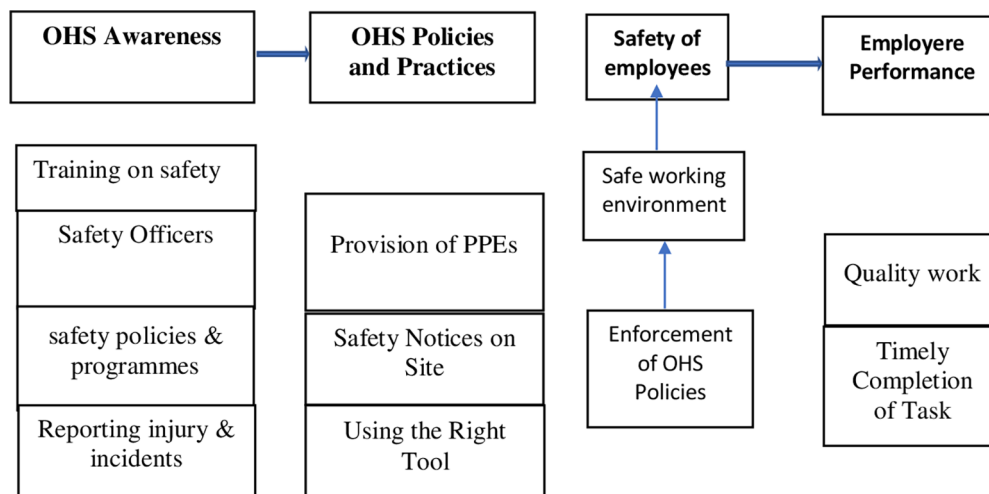 OHS Awareness
OHS Policies
and Practices
Safety of
employees
Employere
Performance
Training on safety
Safety Officers
safety policies &
programmes
Reporting injury &
incidents
Provision of PPEs
Safety Notices on
Site
Using the Right
Tool
Safe working
environment
Enforcement
of OHS
Policies
Quality work
Timely
Completion
of Task